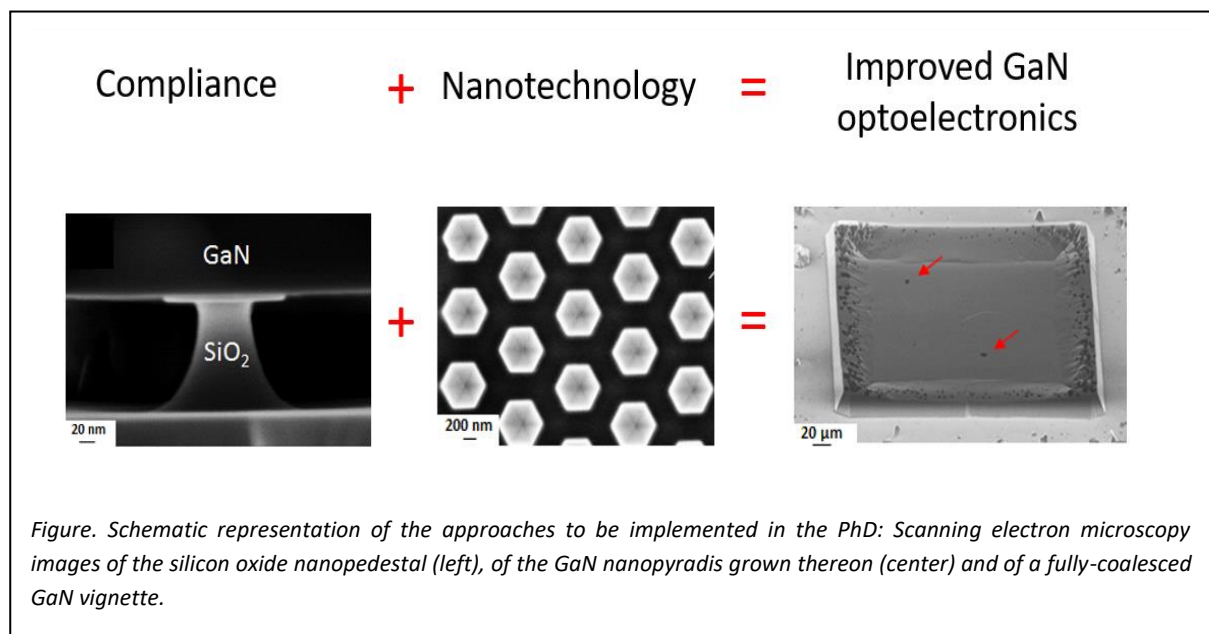 Compliance + Nanotechnology = Improved GaN
optoelectronics
GaN
SiO₂
20 nm
+
200 nm
=
20 µm
Figure. Schematic representation of the approaches to be implemented in the PhD: Scanning electron microscopy
images of the silicon oxide nanopedestal (left), of the GaN nanopyradis grown thereon (center) and of a fully-coalesced
GaN vignette.